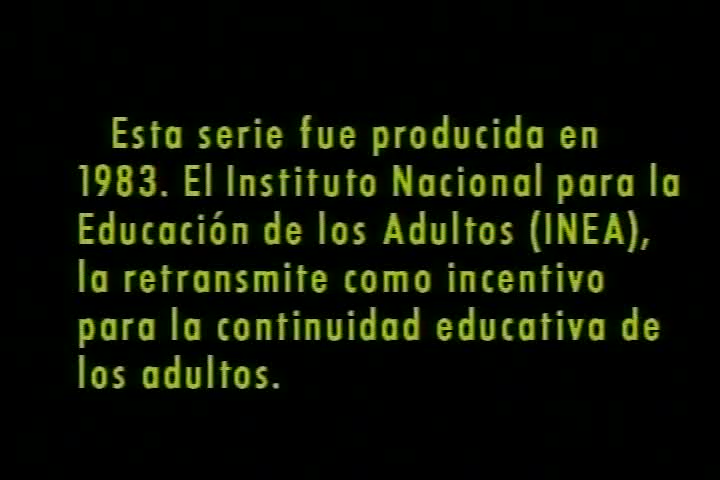 Esta serie fue producida en
1983. El Instituto Nacional para la
Educación de los Adultos (INEA),
la retransmite como incentivo
para la continuidad educativa de
los adultos.